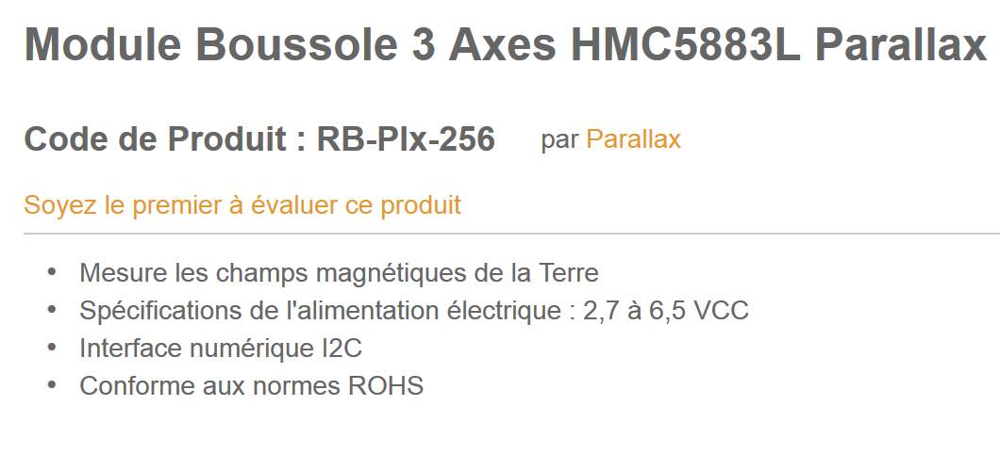 Module Boussole 3 Axes HMC5883L Parallax
Code de Produit : RB-Plx-256 par Parallax
Soyez le premier à évaluer ce produit
• Mesure les champs magnétiques de la Terre
• Spécifications de l'alimentation électrique : 2,7 à 6,5 VCC
• Interface numérique I2C
• Conforme aux normes ROHS